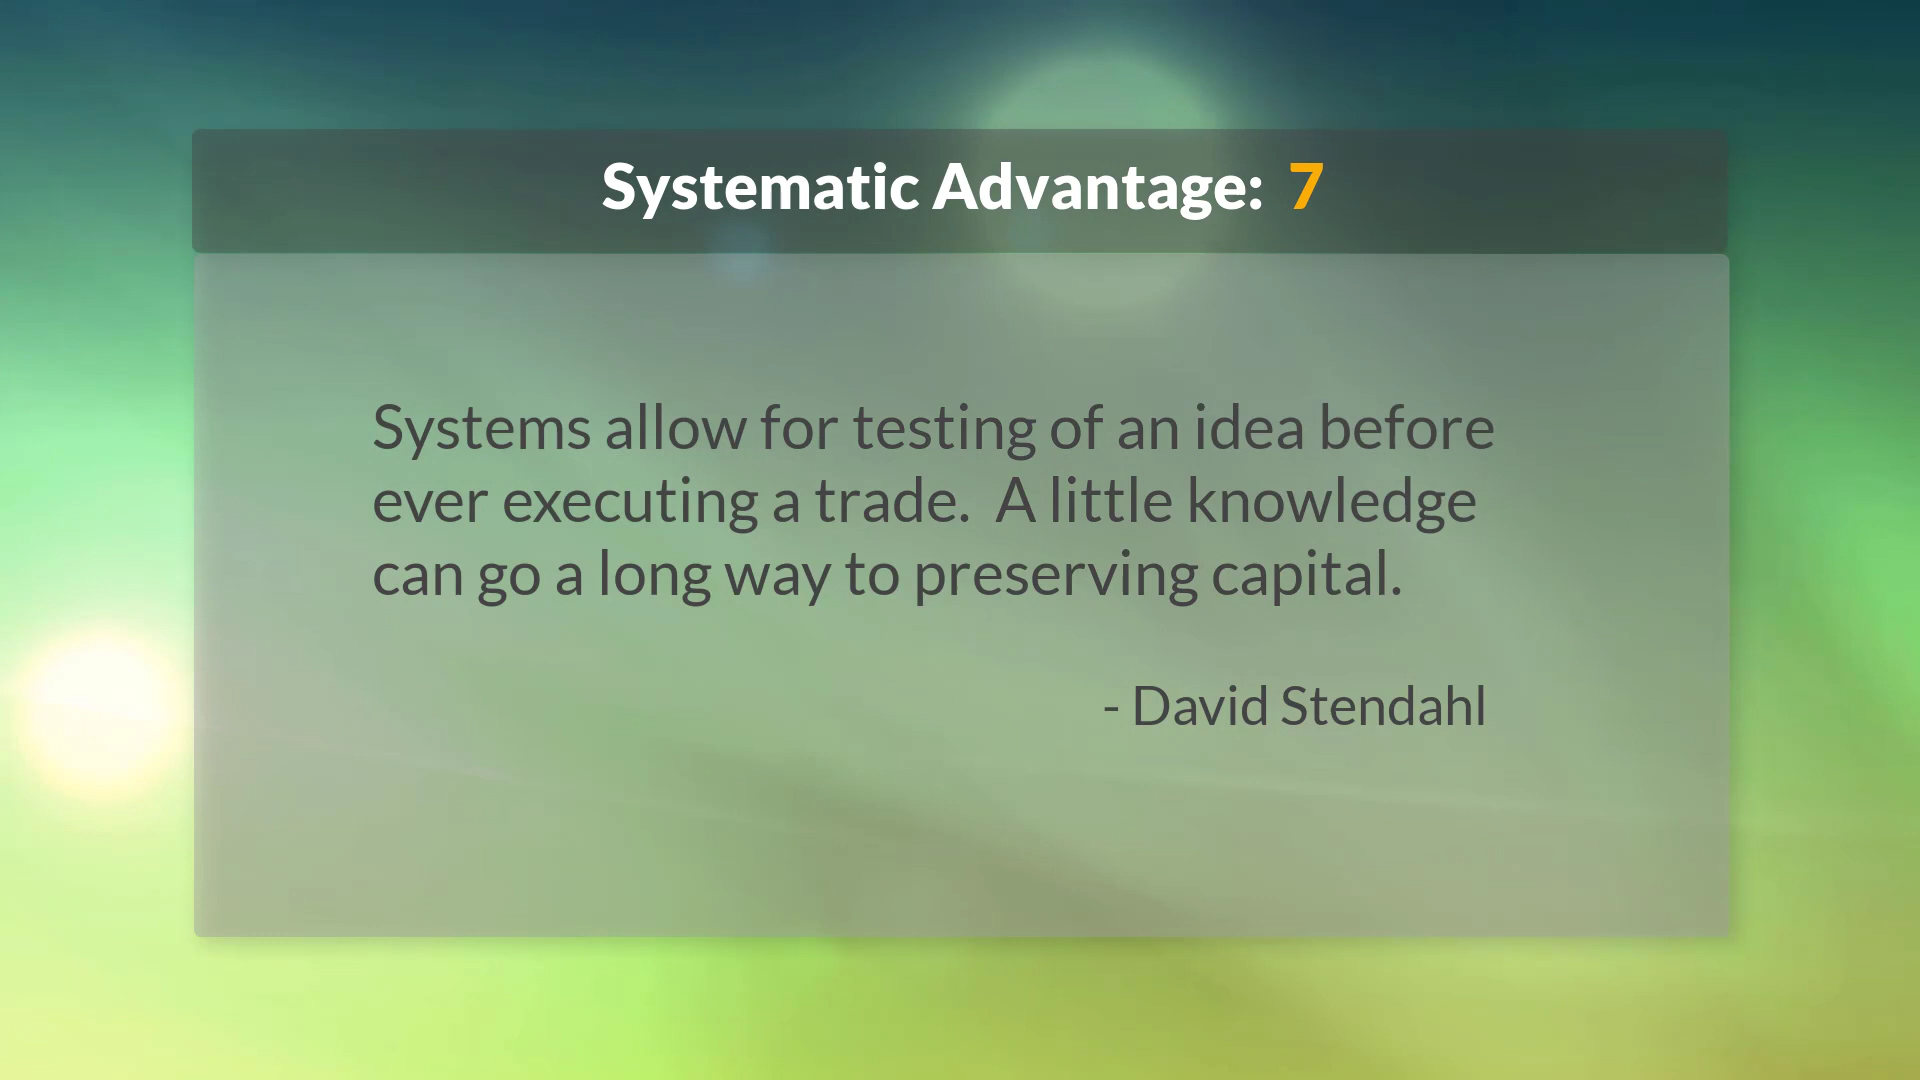 Systematic Advantage: 7
Systems allow for testing of an idea before
ever executing a trade.  A little knowledge
can go a long way to preserving capital.
- David Stendahl